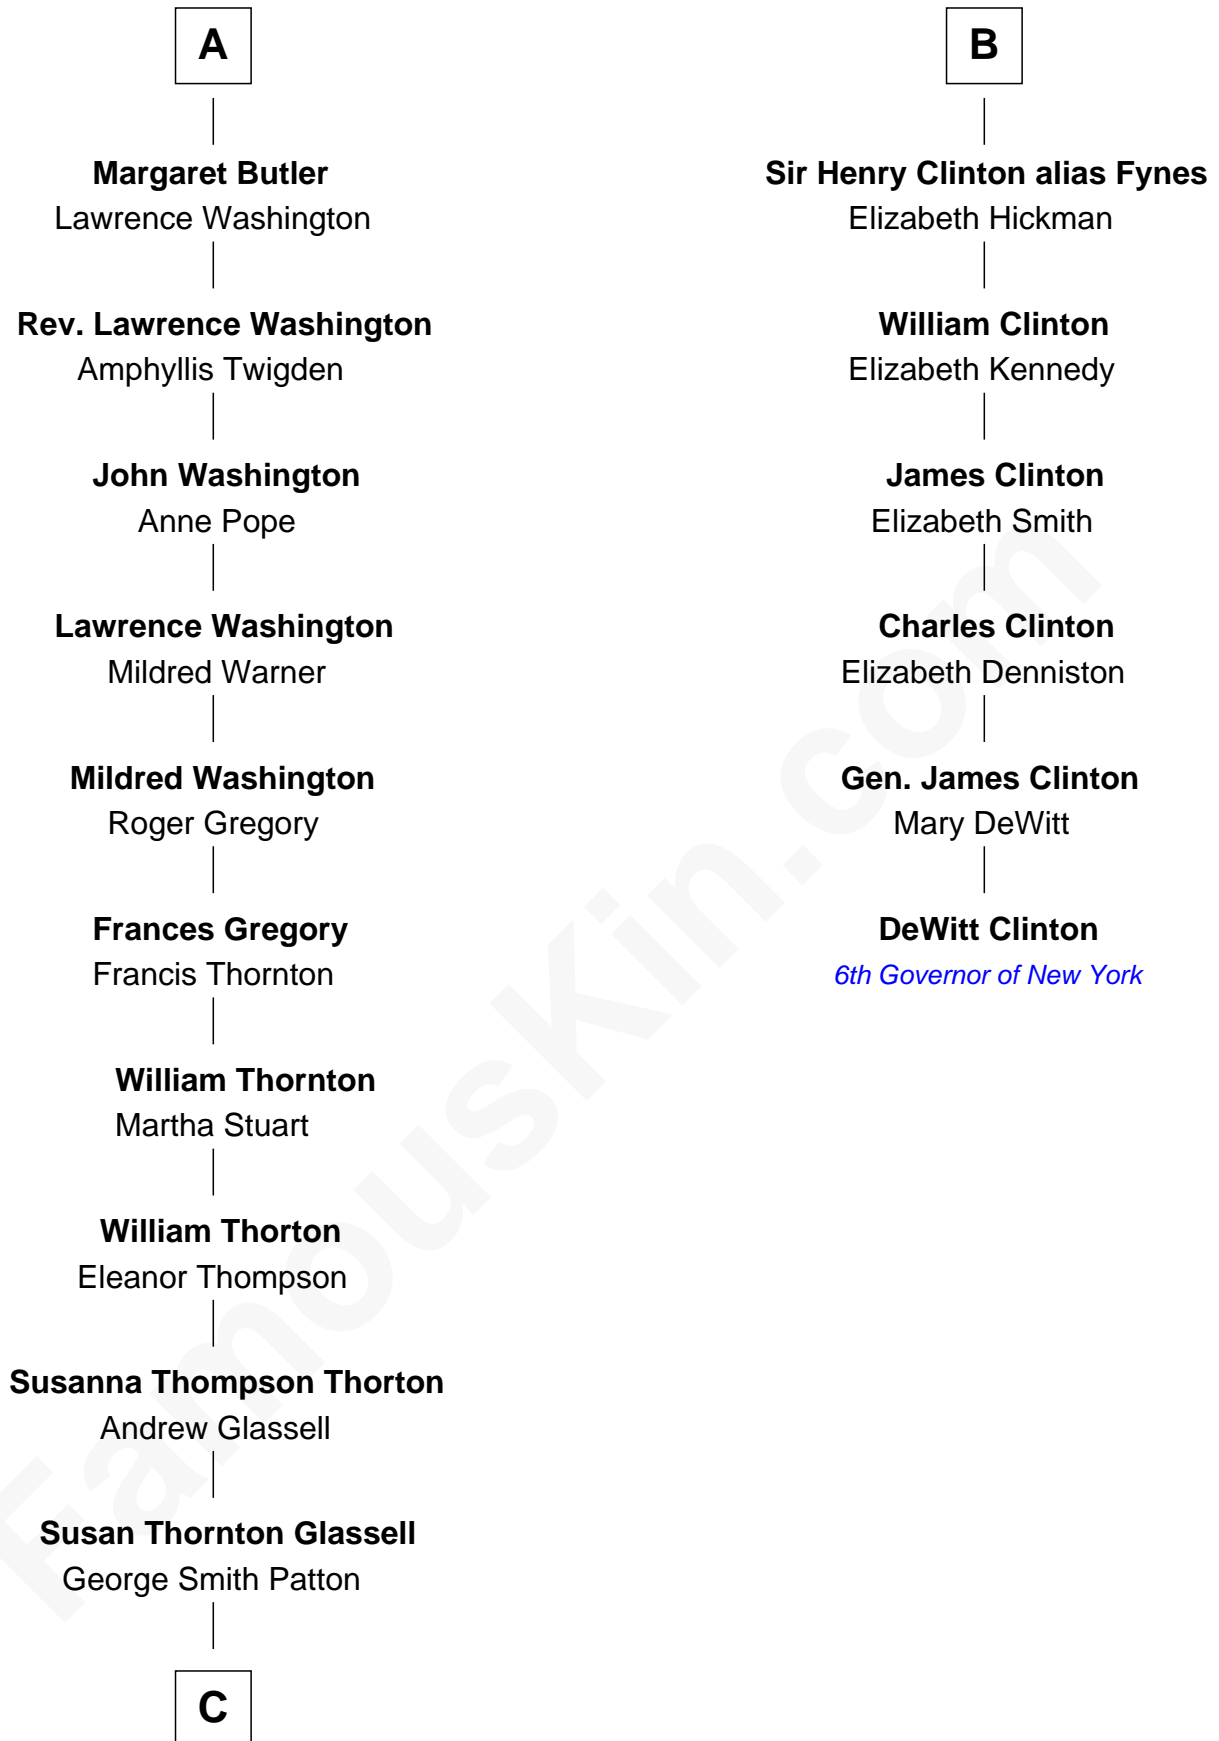 A
Margaret Butler
Lawrence Washington
Rev. Lawrence Washington
Amphyllis Twigden
John Washington
Anne Pope
Lawrence Washington
Mildred Warner
Mildred Washington
Roger Gregory
Frances Gregory
Francis Thornton
William Thornton
Martha Stuart
William Thorton
Eleanor Thompson
Susanna Thompson Thorton
Andrew Glassell
Susan Thornton Glassell
George Smith Patton
C
B
Sir Henry Clinton alias Fynes
Elizabeth Hickman
William Clinton
Elizabeth Kennedy
James Clinton
Elizabeth Smith
Charles Clinton
Elizabeth Denniston
Gen. James Clinton
Mary DeWitt
DeWitt Clinton
6th Governor of New York
FamousKin.com